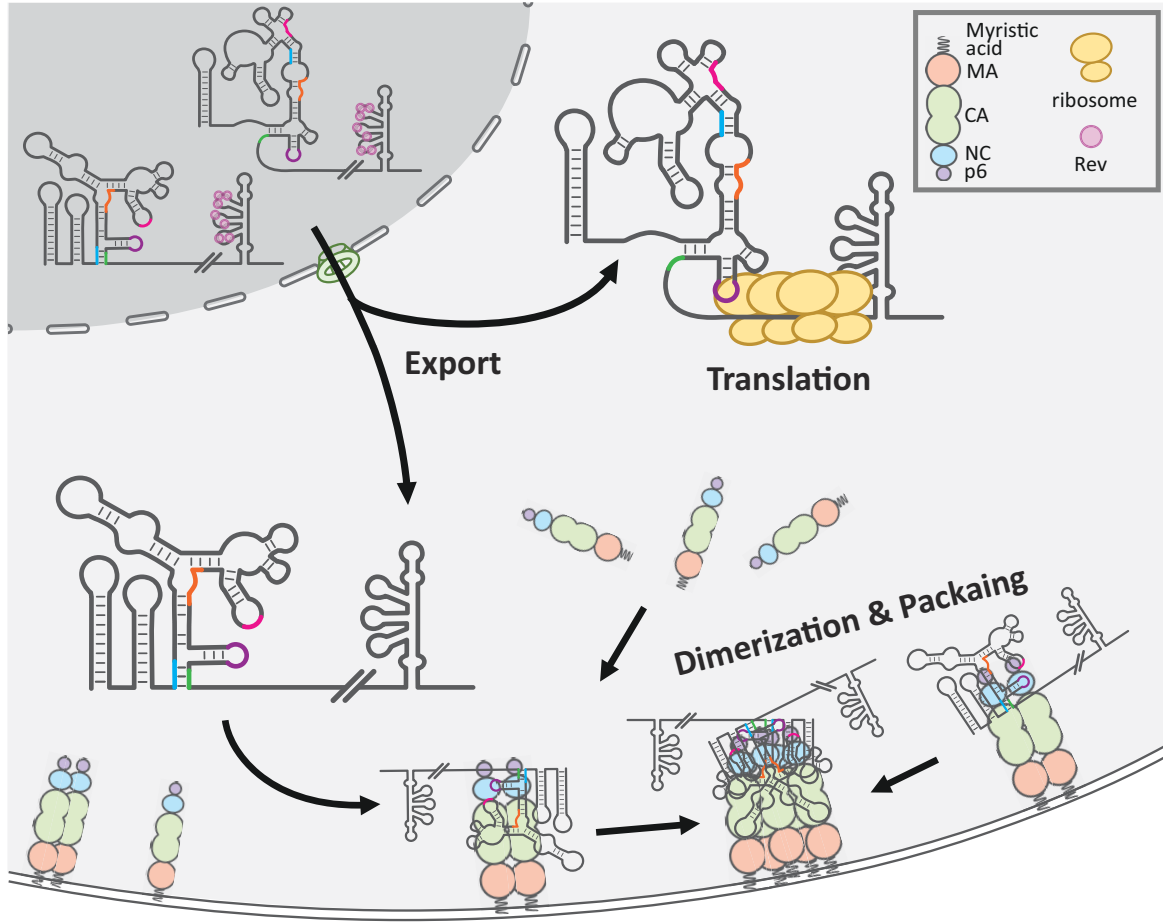 Myristic
acid
MA
CA
NC
p6
ribosome
Rev
Export
Translation
Dimerization & Packaing